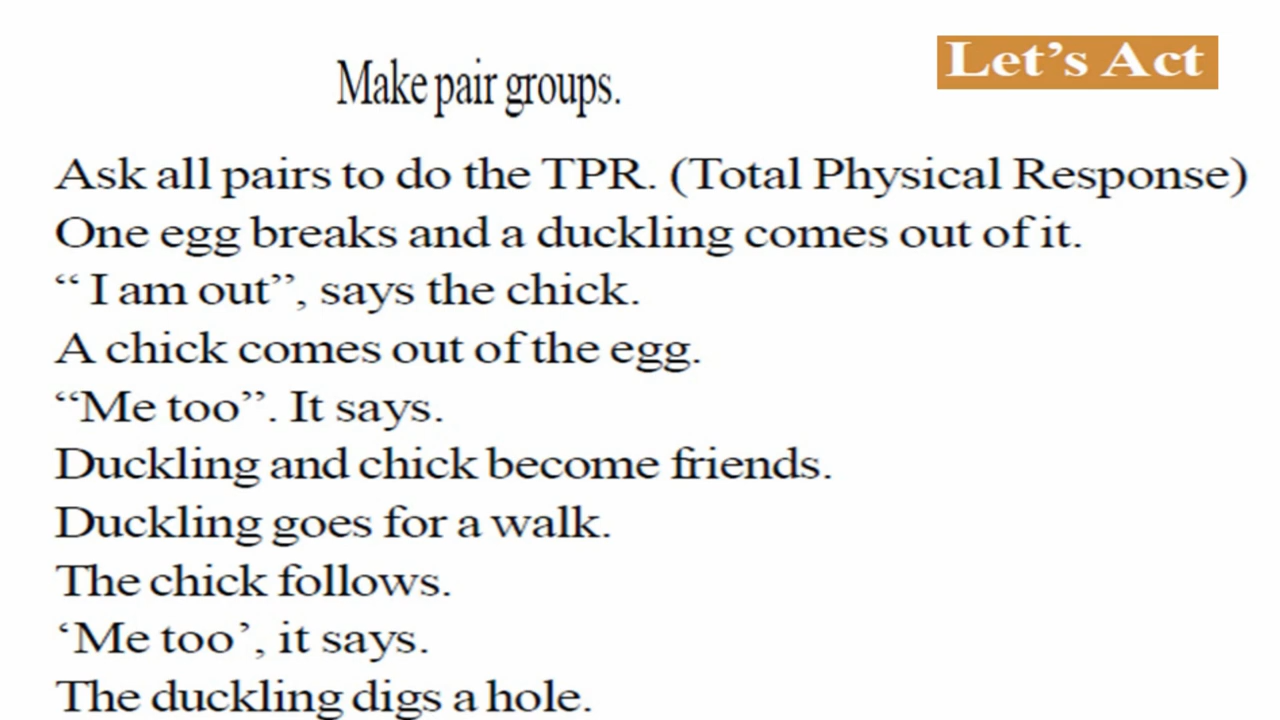 Let’s Act
Make pair groups.
Ask all pairs to do the TPR. (Total Physical Response)
One egg breaks and a duckling comes out of it.
“ I am out”, says the chick.
A chick comes out of the egg.
“Me too”. It says.
Duckling and chick become friends.
Duckling goes for a walk.
The chick follows.
‘Me too’, it says.
The duckling digs a hole.